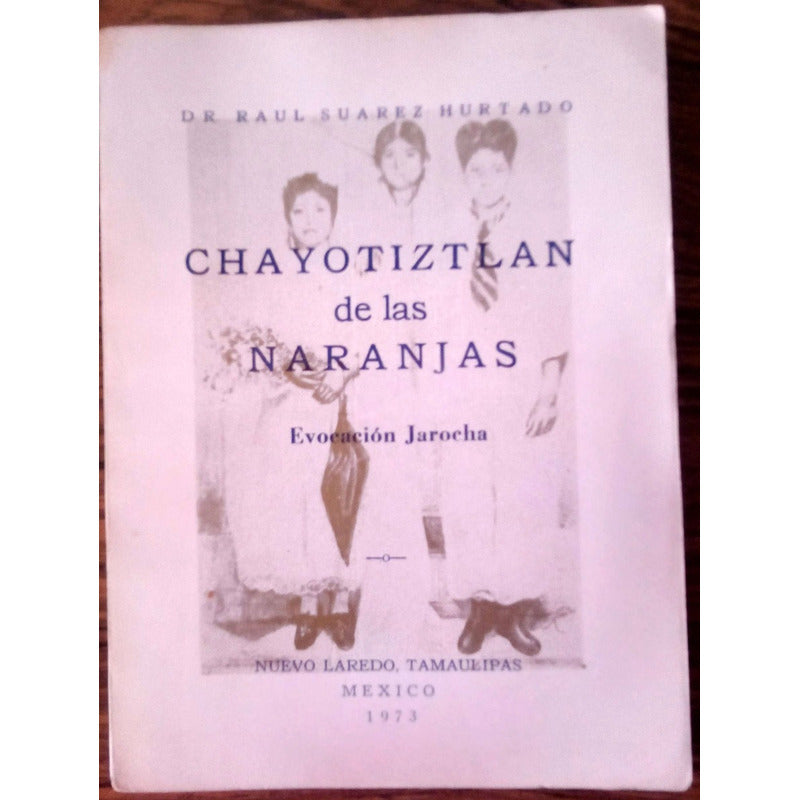 DR RAUL SUAREZ HURTADO
CHAYOTIZTLAN
de las
NARANJAS
Evocación Jarocha
NUEVO LAREDO, TAMAULIPAS
MEXICO
1973